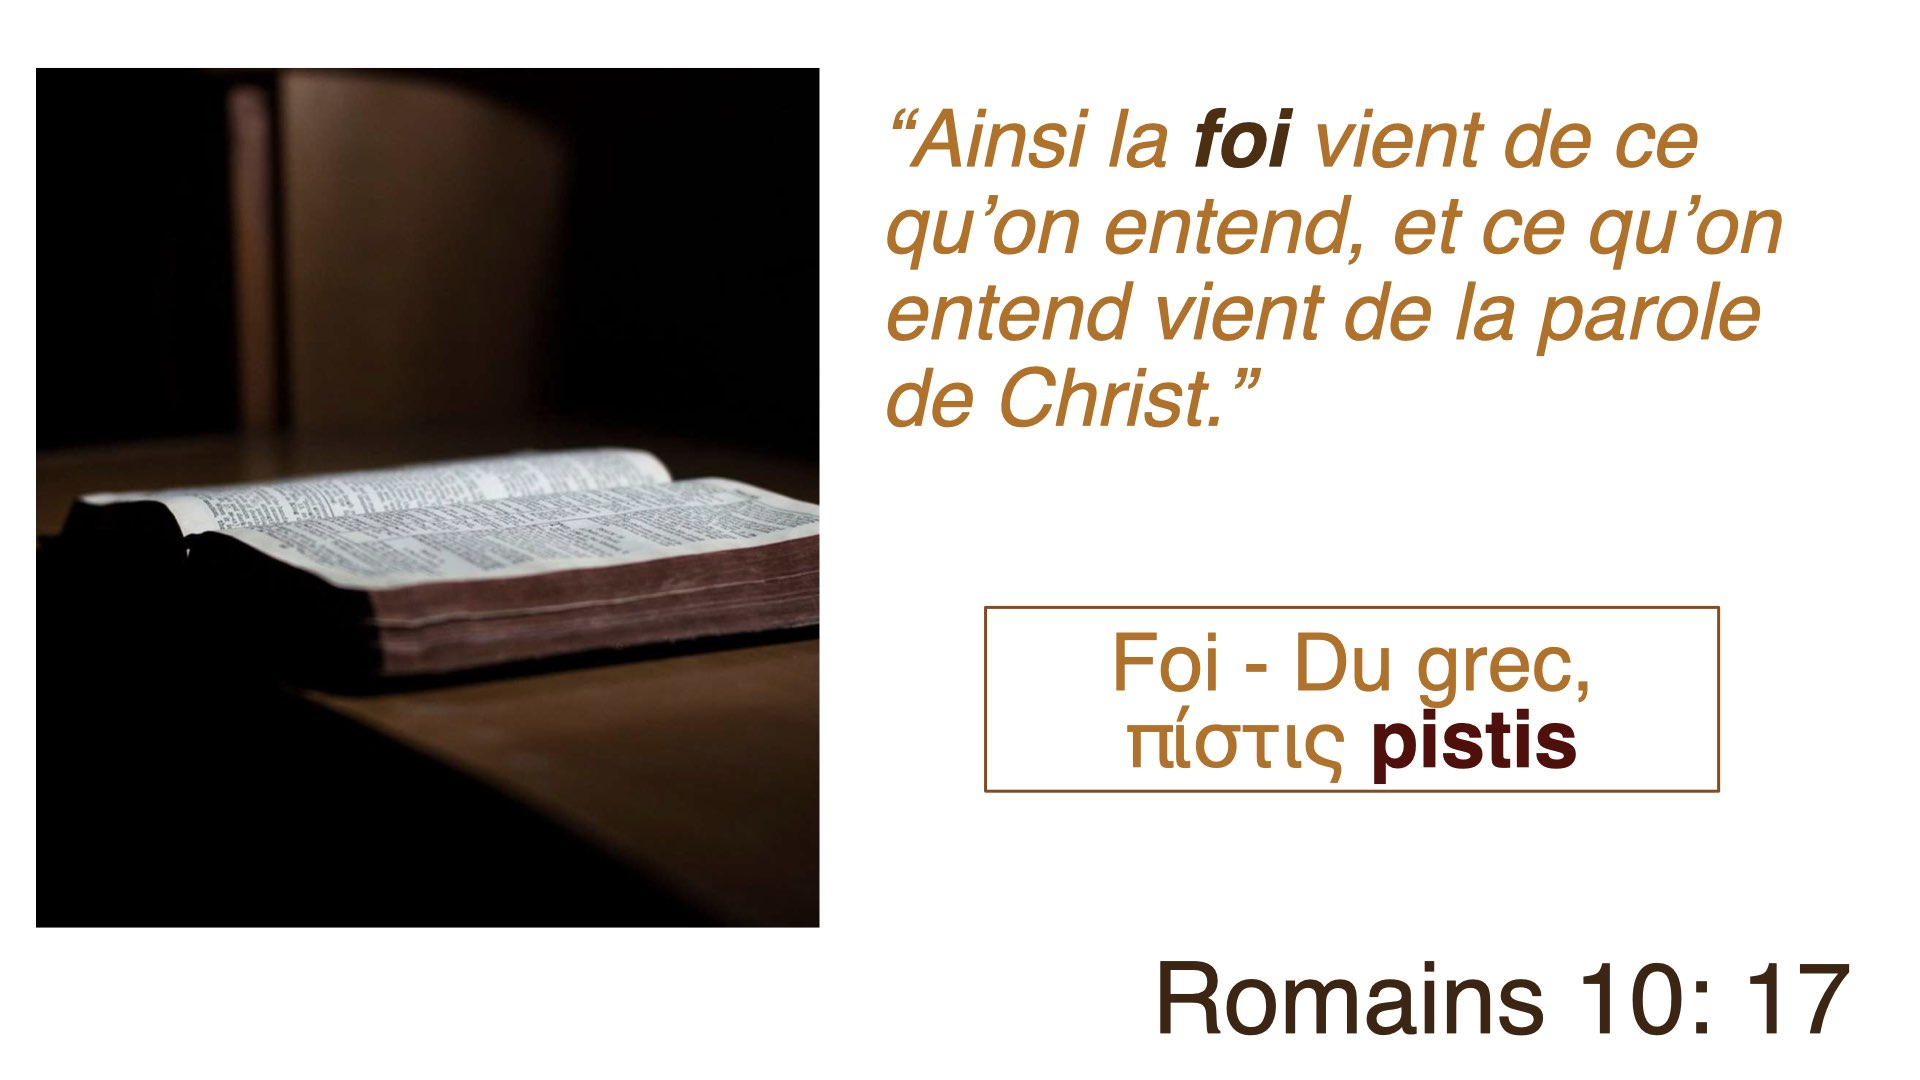 “Ainsi la foi vient de ce
qu’on entend, et ce qu’on
entend vient de la parole
de Christ.”
Foi - Du grec,
πίστις pistis
Romains 10: 17